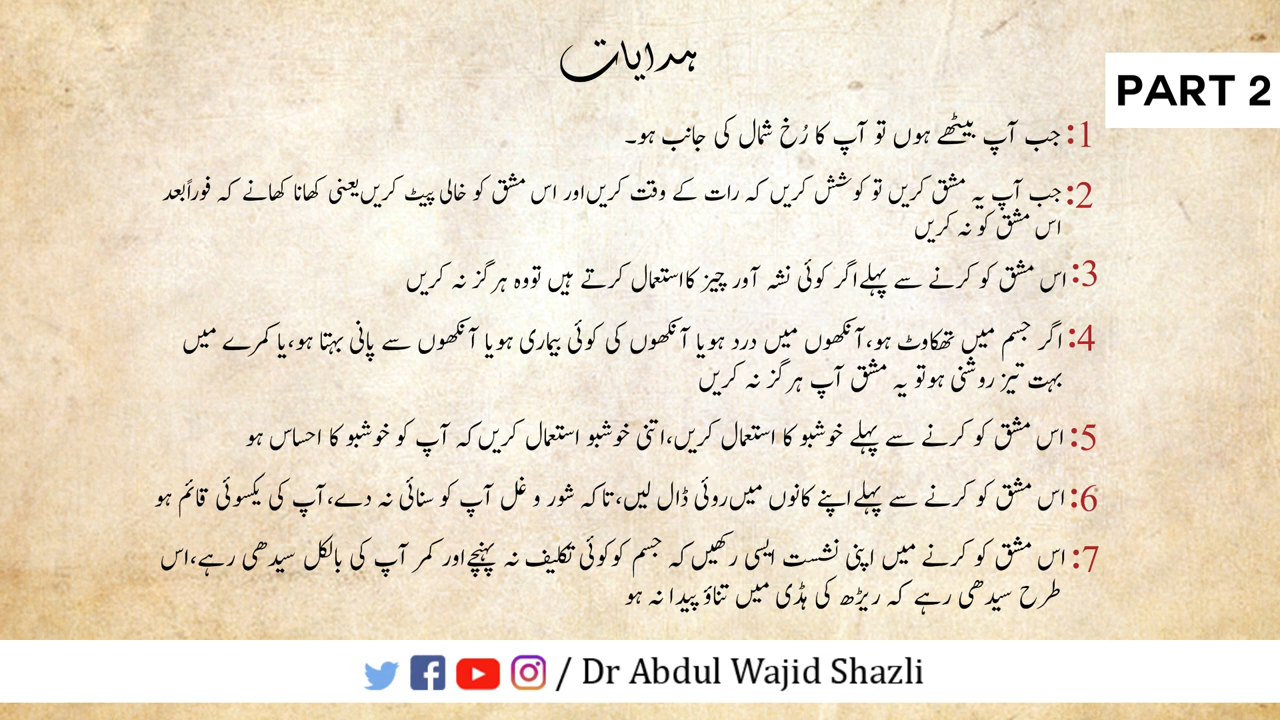 ہدایات
PART 2
1: جب آپ بیٹھے ہوں تو آپ کا رُخ شمال کی جانب ہو۔
2: جب آپ یہ مشق کریں تو کوشش کریں کہ رات کے وقت کریں اور اس مشق کو خالی پیٹ کریں یعنی کھانا کھانے کہ فوراً بعد
اس مشق کو نہ کریں
3: اس مشق کو کرنے سے پہلے اگر کوئی نشہ آور چیز کا استعمال کرتے ہیں تو وہ ہرگز نہ کریں
4: اگر جسم میں تھکاوٹ ہو، آنکھوں میں درد ہو یا آنکھوں کی کوئی بیماری ہو یا آنکھوں سے پانی بہتا ہو، یا کمرے میں
بہت تیز روشنی ہو تو یہ مشق آپ ہرگز نہ کریں
5: اس مشق کو کرنے سے پہلے خوشبو کا استعمال کریں، اتنی خوشبو استعمال کریں کہ آپ کو خوشبو کا احساس ہو
6: اس مشق کو کرنے سے پہلے اپنے کانوں میں روئی ڈال لیں، تاکہ شور و غل آپ کو سنائی نہ دے، آپ کی یکسوئی قائم ہو
7: اس مشق کو کرنے میں اپنی نشست ایسی رکھیں کہ جسم کو کوئی تکلیف نہ پہنچے اور کمر آپ کی بالکل سیدھی رہے، اس
طرح سیدھی رہے کہ ریڑھ کی ہڈی میں تناؤ پیدا نہ ہو
/ Dr Abdul Wajid Shazli